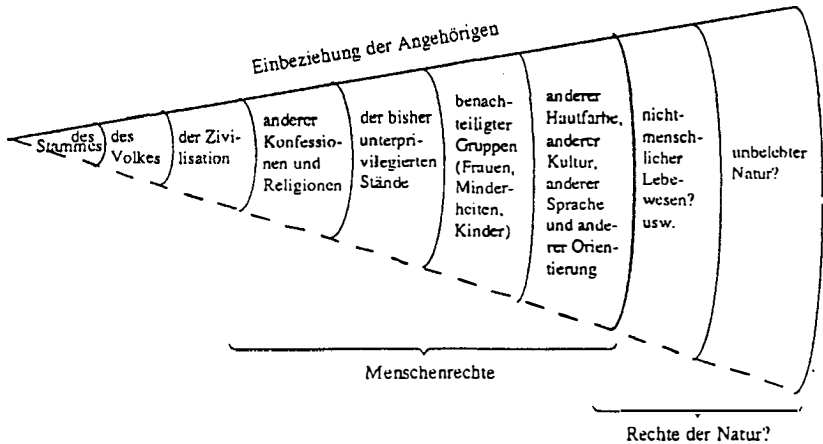 Einbeziehung der Angehörigen
des
Stammes
des
Volkes
der Zivi-
lisation
anderer
Konfessio-
nen und
Religionen
der bisher
unterpri-
vilegierten
Stände
benach-
teiligter
Gruppen
(Frauen,
Minder-
heiten,
Kinder)
anderer
Hautfarbe,
anderer
Kultur,
anderer
Sprache
und ande-
rer Orien-
tierung
nicht-
mensch-
licher
Lebe-
wesen?
usw.
unbelebter
Natur?
Menschenrechte
Rechte der Natur?